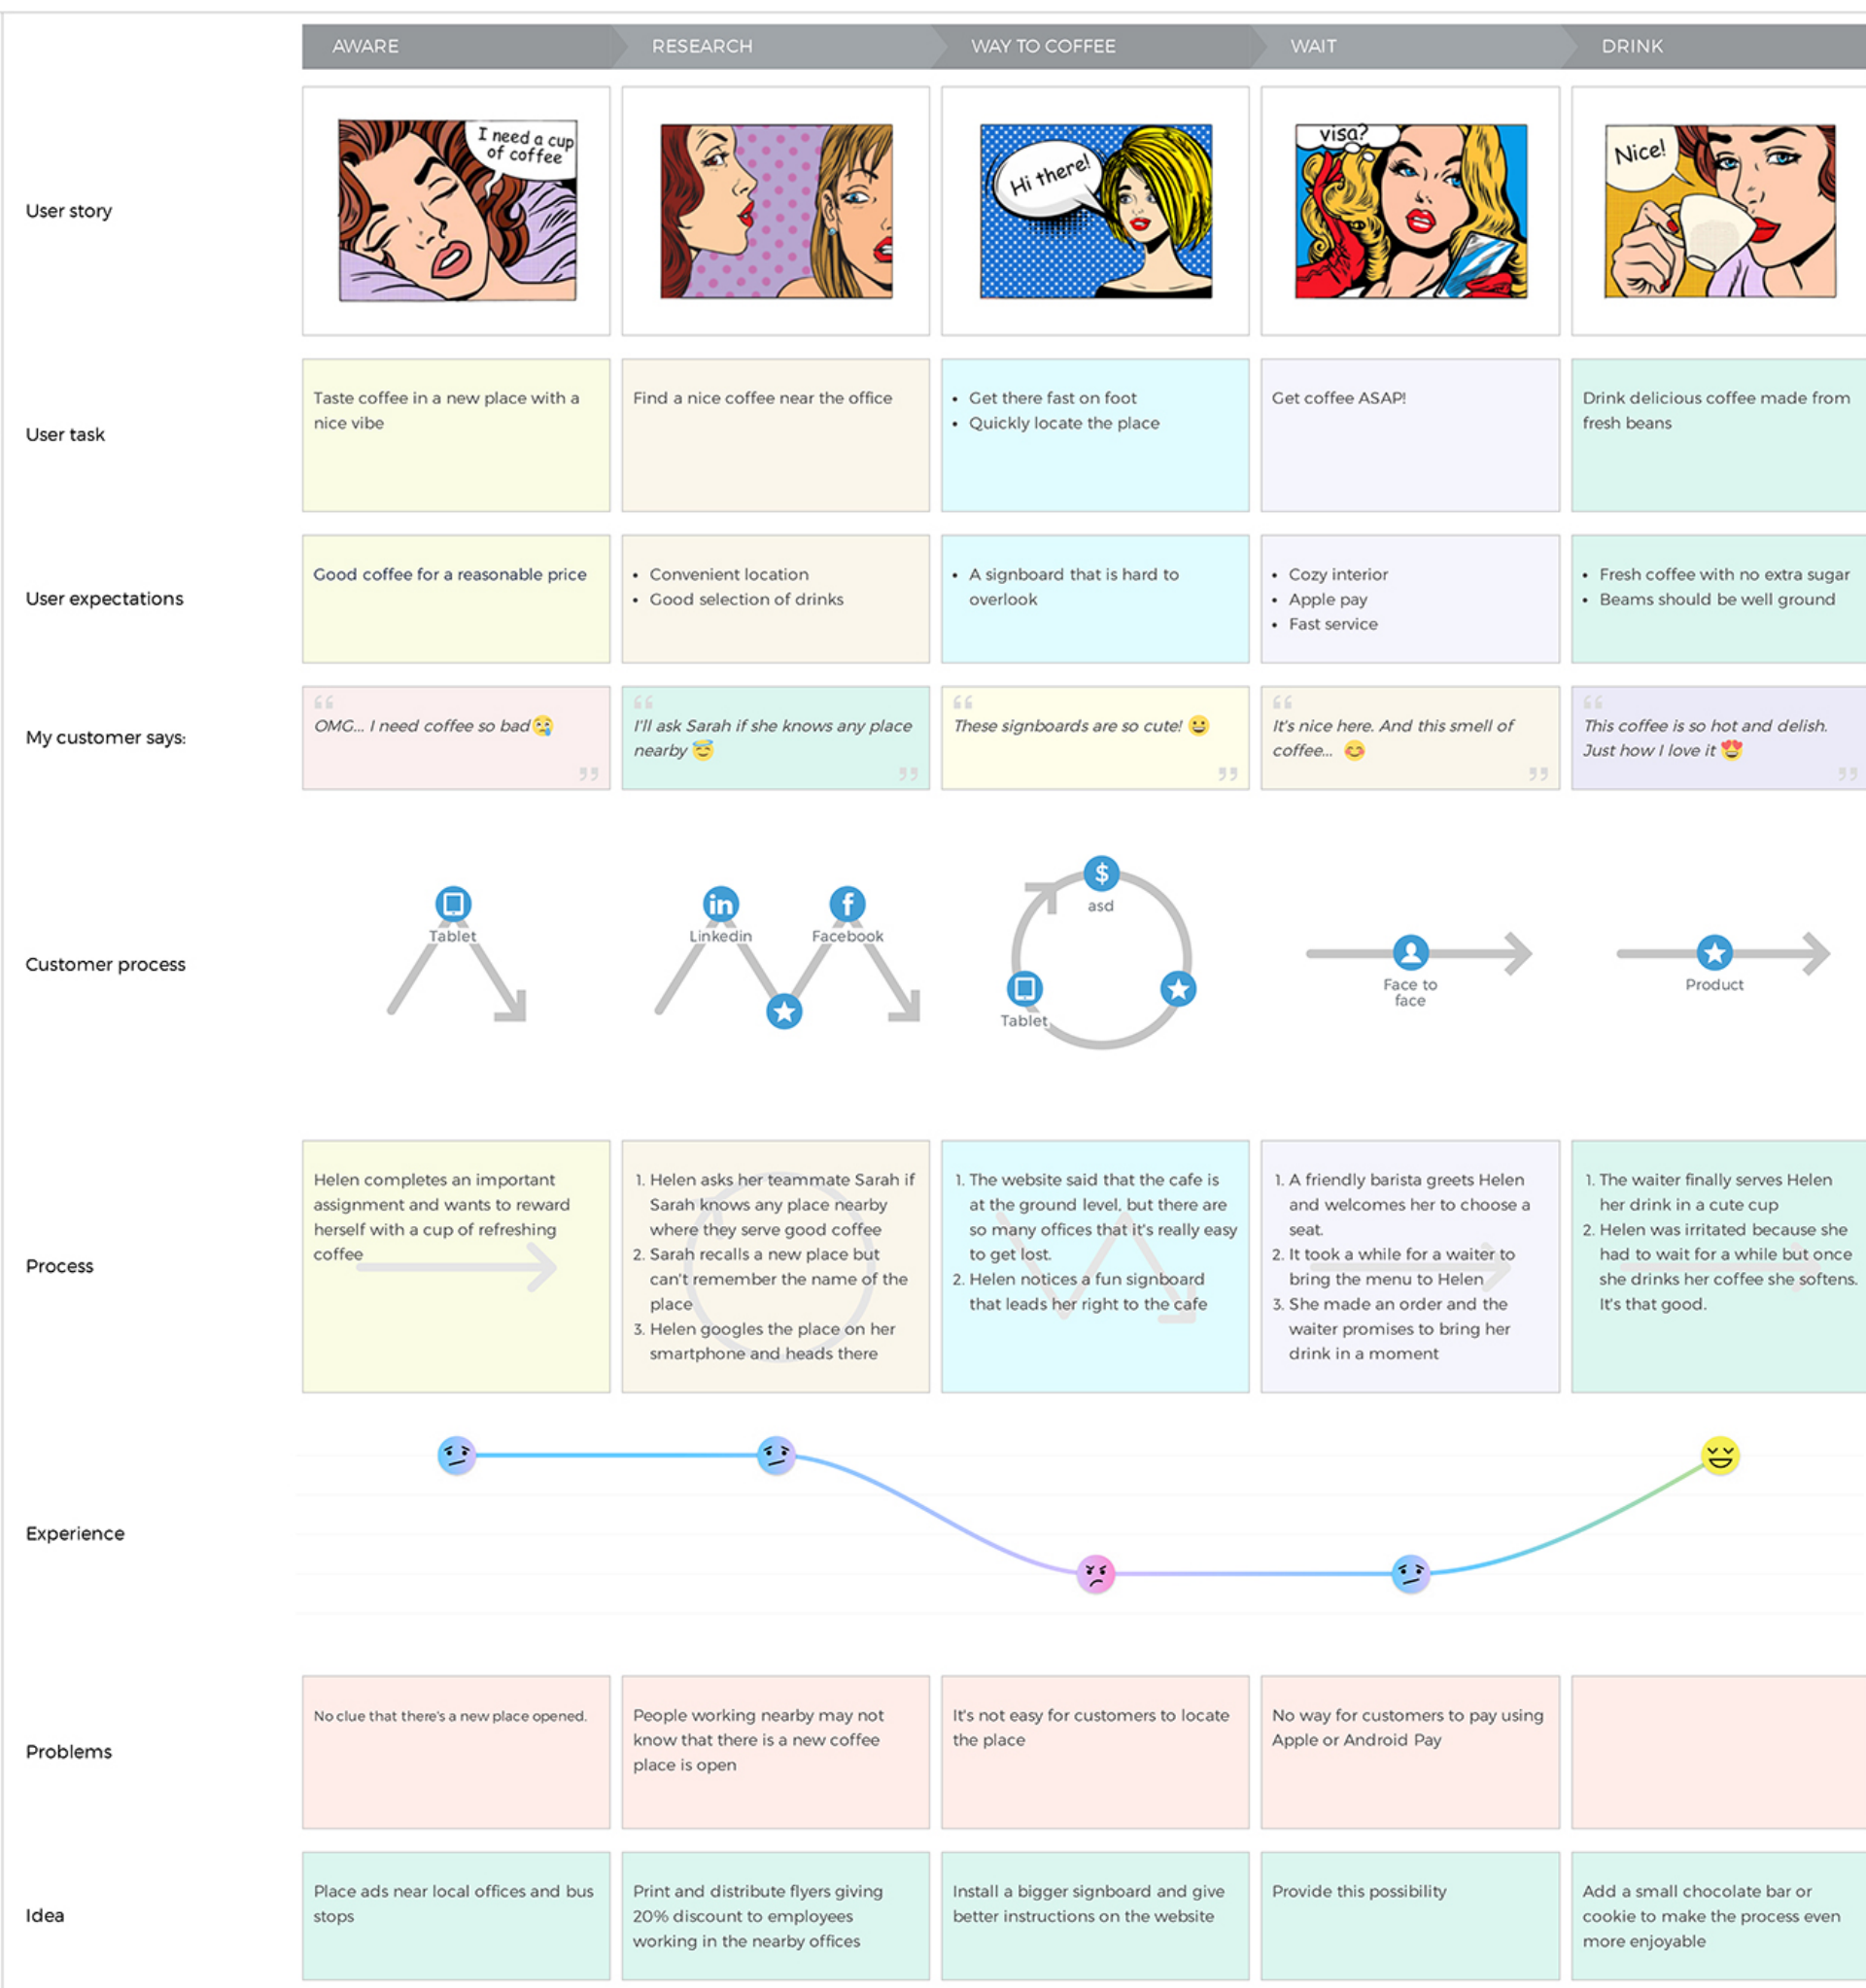 AWARE
RESEARCH
WAY TO COFFEE
WAIT
DRINK
User story
I need a cup
of coffee
Hi there!
visa?
Nice!
User task
Taste coffee in a new place with a
nice vibe
Find a nice coffee near the office
• Get there fast on foot
• Quickly locate the place
Get coffee ASAP!
Drink delicious coffee made from
fresh beans
User expectations
Good coffee for a reasonable price
• Convenient location
• Good selection of drinks
• A signboard that is hard to
overlook
• Cozy interior
• Apple pay
• Fast service
• Fresh coffee with no extra sugar
• Beams should be well ground
My customer says:
OMG... I need coffee so bad 😢
I'll ask Sarah if she knows any place
nearby 😇
These signboards are so cute! 😀
It's nice here. And this smell of
coffee... 😊
This coffee is so hot and delish.
Just how I love it 😍
Customer process
Tablet
Linkedin
Facebook
$
asd
Tablet
Face to
face
Product
Process
Helen completes an important
assignment and wants to reward
herself with a cup of refreshing
coffee
1. Helen asks her teammate Sarah if
Sarah knows any place nearby
where they serve good coffee
2. Sarah recalls a new place but
can't remember the name of the
place
3. Helen googles the place on her
smartphone and heads there
1. The website said that the cafe is
at the ground level, but there are
so many offices that it's really easy
to get lost.
2. Helen notices a fun signboard
that leads her right to the cafe
1. A friendly barista greets Helen
and welcomes her to choose a
seat.
2. It took a while for a waiter to
bring the menu to Helen
3. She made an order and the
waiter promises to bring her
drink in a moment
1. The waiter finally serves Helen
her drink in a cute cup
2. Helen was irritated because she
had to wait for a while but once
she drinks her coffee she softens.
It's that good.
Experience
Problems
No clue that there's a new place opened.
People working nearby may not
know that there is a new coffee
place is open
It's not easy for customers to locate
the place
No way for customers to pay using
Apple or Android Pay
Idea
Place ads near local offices and bus
stops
Print and distribute flyers giving
20% discount to employees
working in the nearby offices
Install a bigger signboard and give
better instructions on the website
Provide this possibility
Add a small chocolate bar or
cookie to make the process even
more enjoyable